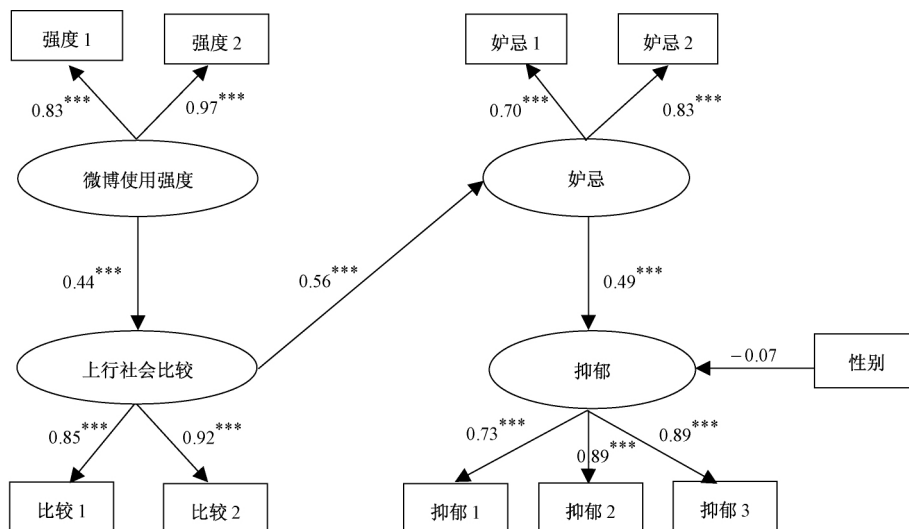 强度 1
强度 2
妒忌 1
妒忌 2
0.83***
0.97***
0.70***
0.83***
微博使用强度
妒忌
0.44***
0.56***
0.49***
上行社会比较
抑郁
−0.07
性别
0.85***
0.92***
0.73***
0.89***
0.89***
比较 1
比较 2
抑郁 1
抑郁 2
抑郁 3